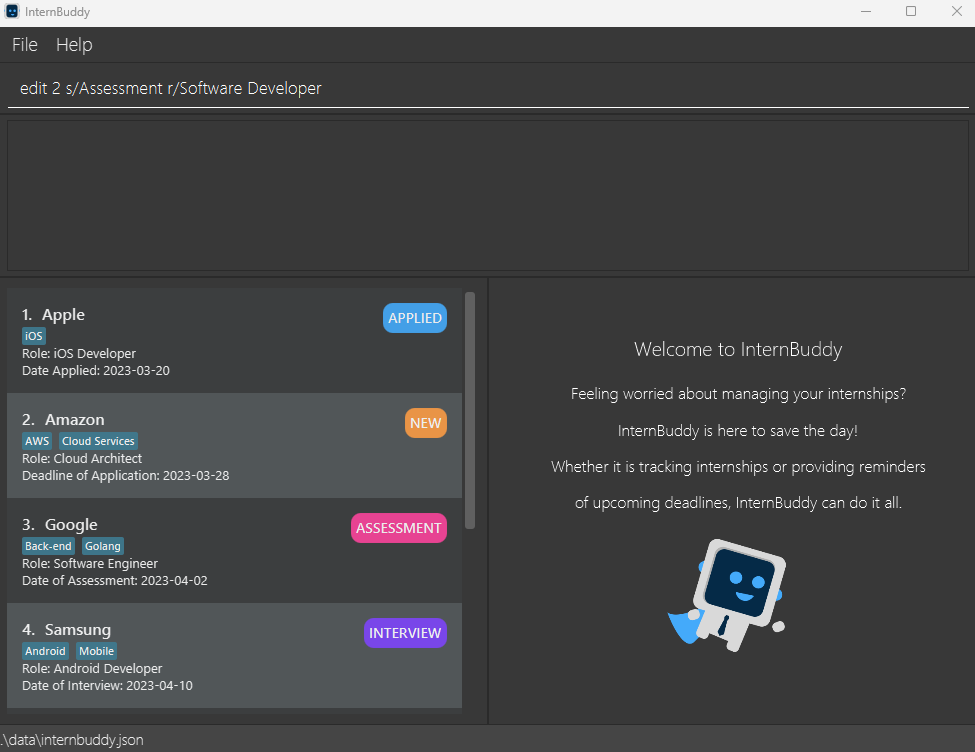 InternBuddy
File Help
edit 2 s/Assessment r/Software Developer
1. Apple
APPLIED
iOS
Role: iOS Developer
Date Applied: 2023-03-20
2. Amazon
NEW
AWS Cloud Services
Role: Cloud Architect
Deadline of Application: 2023-03-28
3. Google
ASSESSMENT
Back-end Golang
Role: Software Engineer
Date of Assessment: 2023-04-02
4. Samsung
INTERVIEW
Android Mobile
Role: Android Developer
Date of Interview: 2023-04-10
Welcome to InternBuddy
Feeling worried about managing your internships?
InternBuddy is here to save the day!
Whether it is tracking internships or providing reminders
of upcoming deadlines, InternBuddy can do it all.
.\data\internbuddy.json